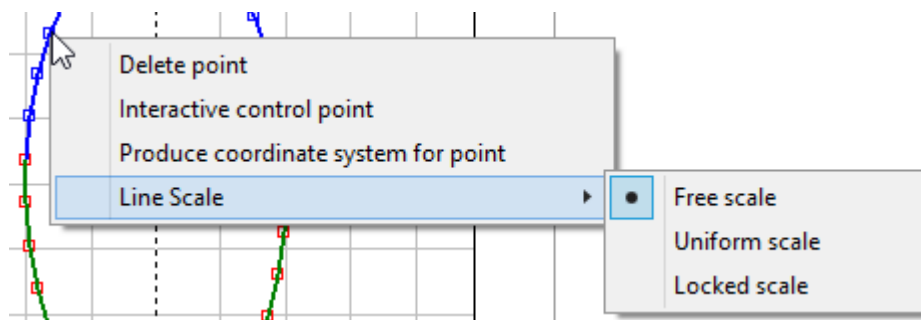 Delete point
Interactive control point
Produce coordinate system for point
Line Scale
Free scale
Uniform scale
Locked scale